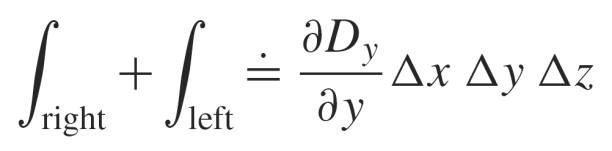 ∫_right + ∫_left ≐ ∂D_y/∂y Δx Δy Δz